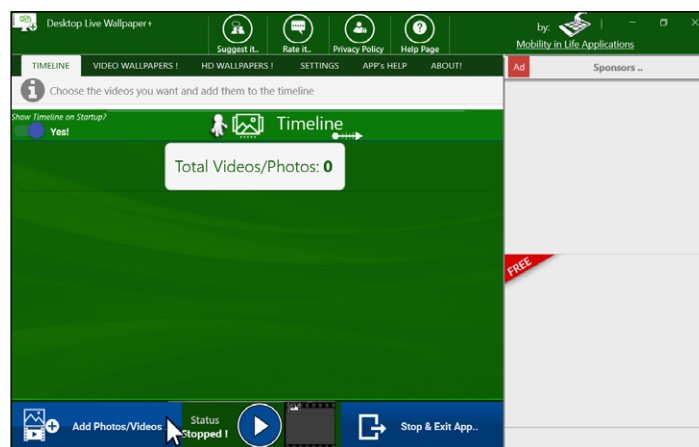 Desktop Live Wallpaper+
Suggest it..
Rate it..
Privacy Policy
Help Page
by:
Mobility in Life Applications
TIMELINE
VIDEO WALLPAPERS !
HD WALLPAPERS !
SETTINGS
APP's HELP
ABOUT!
Ad
Sponsors ..
Choose the videos you want and add them to the timeline
Show Timeline on Startup?
Yes!
Timeline
Total Videos/Photos: 0
FREE
Add Photos/Videos
Status
Stopped !
Stop & Exit App..